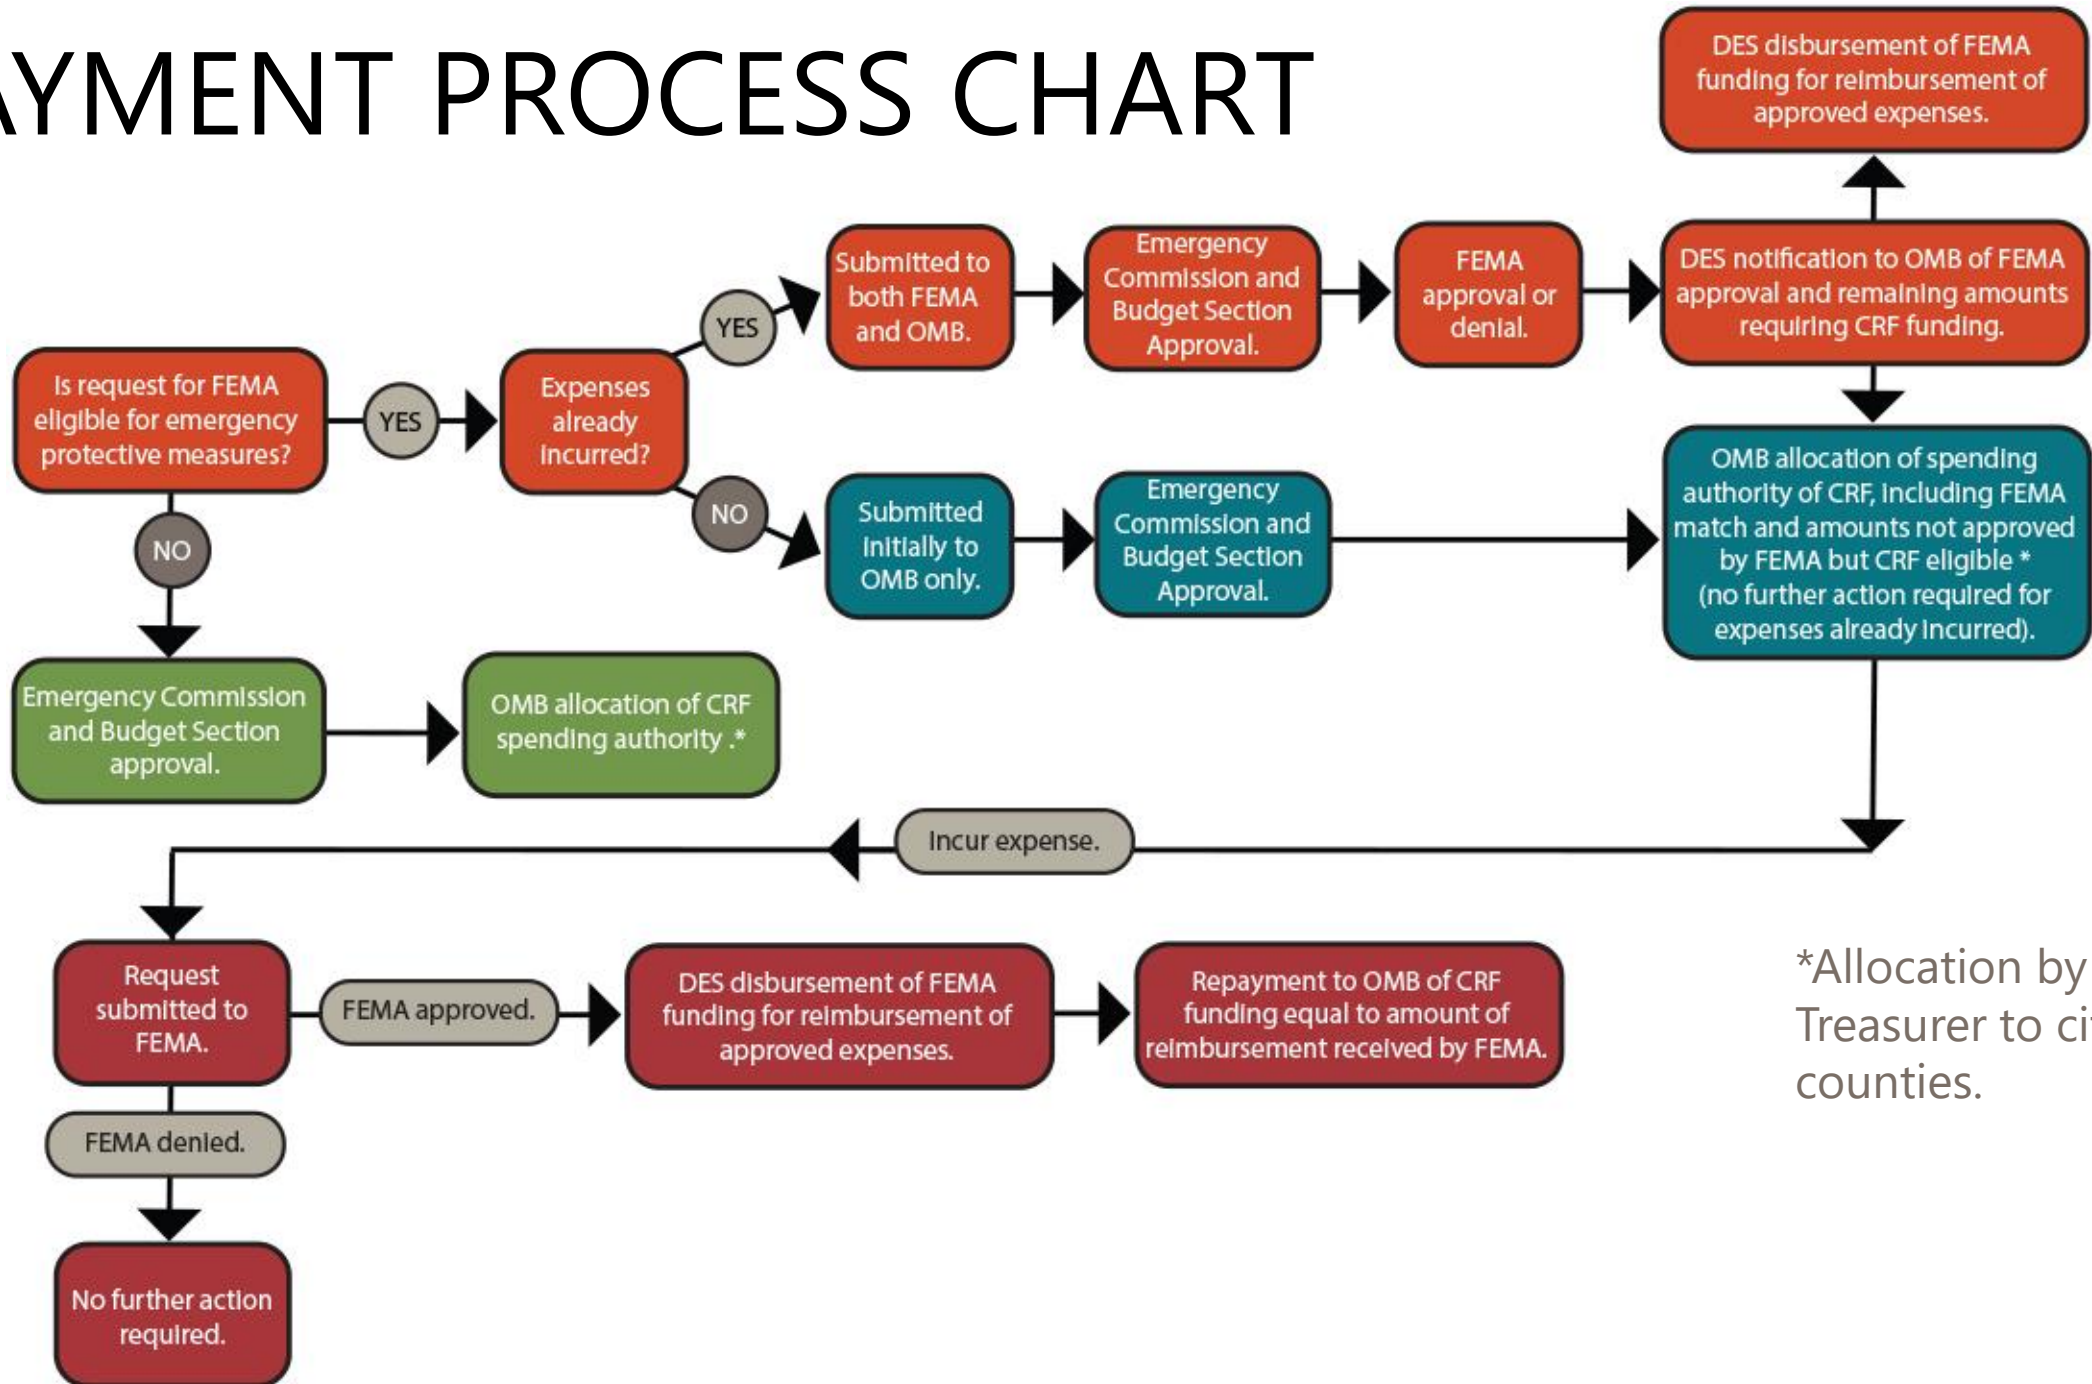 PAYMENT PROCESS CHART
DES disbursement of FEMA
funding for reimbursement of
approved expenses.
Submitted to
both FEMA
and OMB.
Emergency
Commission and
Budget Section
Approval.
FEMA
approval or
denial.
DES notification to OMB of FEMA
approval and remaining amounts
requiring CRF funding.
YES
Is request for FEMA
eligible for emergency
protective measures?
YES
Expenses
already
incurred?
NO
NO
Submitted
initially to
OMB only.
Emergency
Commission and
Budget Section
Approval.
OMB allocation of spending
authority of CRF, including FEMA
match and amounts not approved
by FEMA but CRF eligible *
(no further action required for
expenses already incurred).
Emergency Commission
and Budget Section
approval.
OMB allocation of CRF
spending authority .*
Incur expense.
Request
submitted to
FEMA.
FEMA approved.
DES disbursement of FEMA
funding for reimbursement of
approved expenses.
Repayment to OMB of CRF
funding equal to amount of
reimbursement received by FEMA.
*Allocation by
Treasurer to
counties.
FEMA denied.
No further action
required.